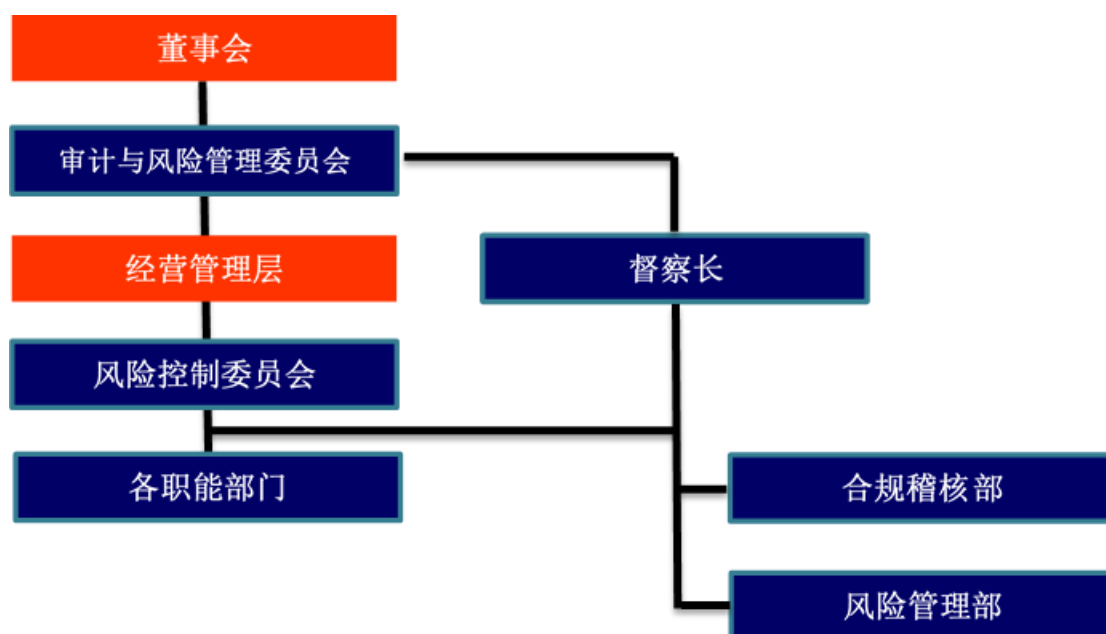 董事会
审计与风险管理委员会
经营管理层
督察长
风险控制委员会
各职能部门
合规稽核部
风险管理部